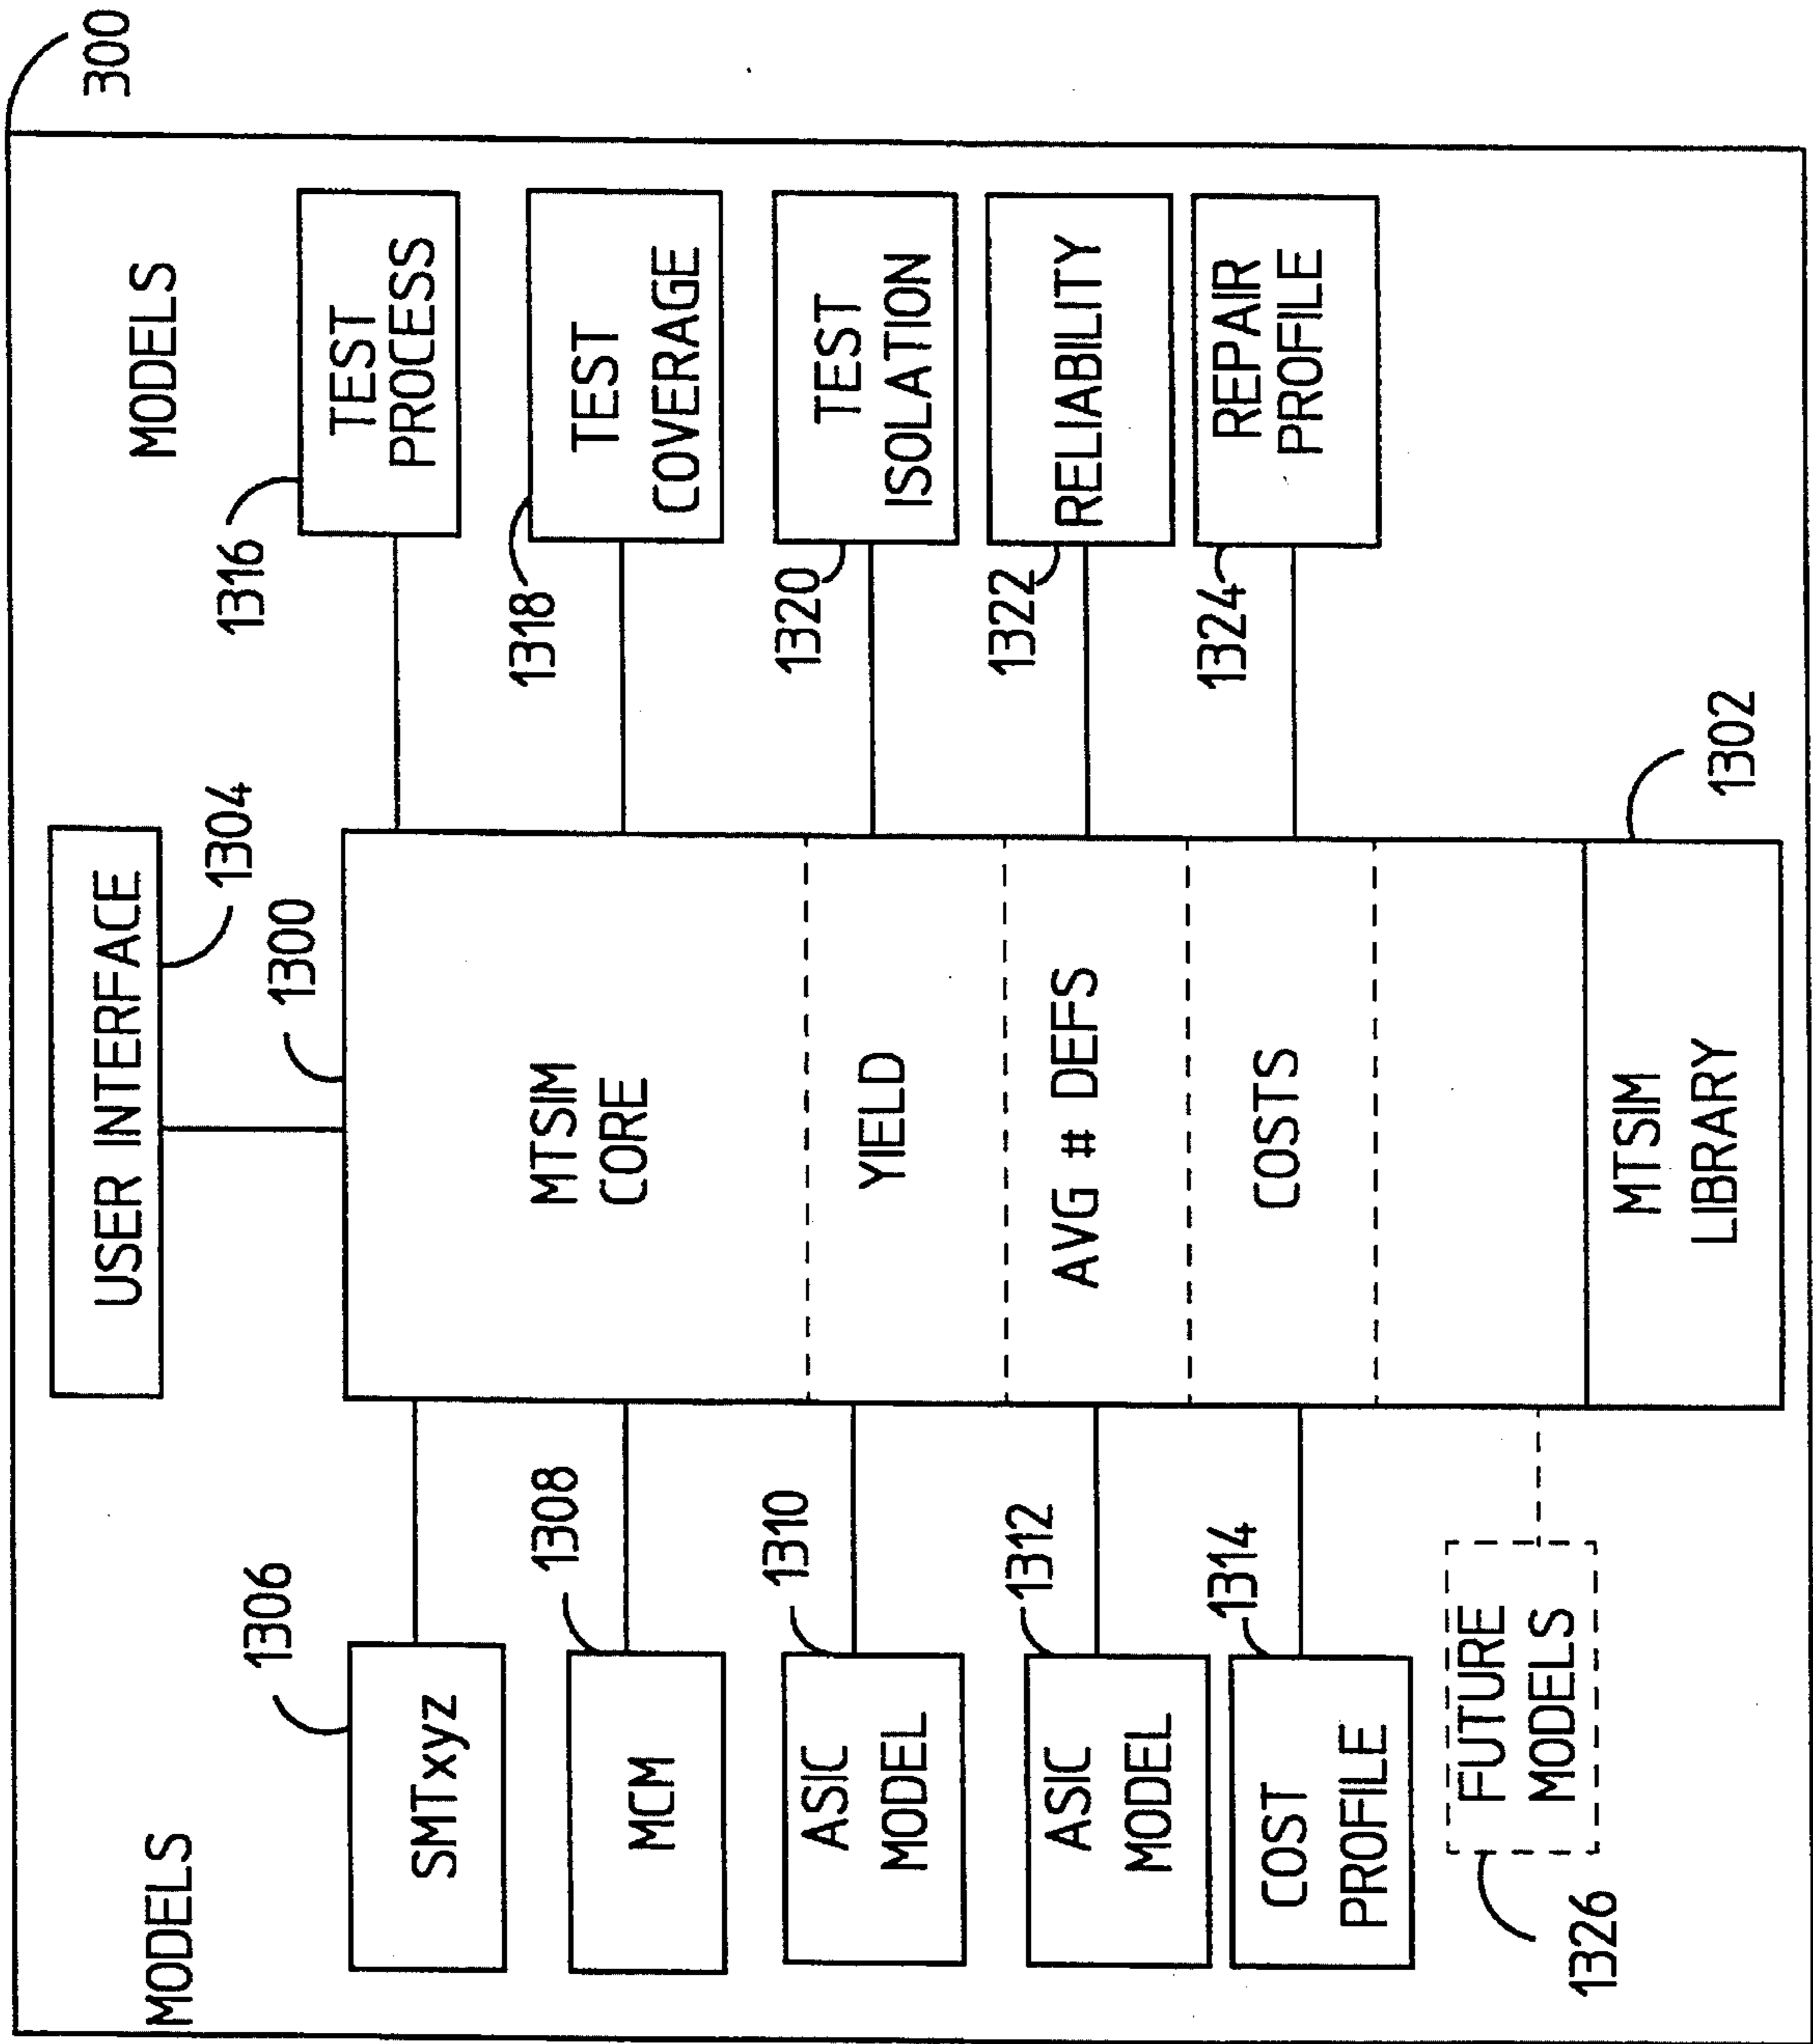 300
USER INTERFACE
1304
1300
MODELS
1306
SMTxyz
1308
MCM
1310
ASIC
MODEL
1312
ASIC
MODEL
1314
COST
PROFILE
FUTURE
MODELS
1326
MTSIM
CORE
YIELD
AVG # DEFS
COSTS
MTSIM
LIBRARY
1302
MODELS
1316
TEST
PROCESS
1318
TEST
COVERAGE
1320
TEST
ISOLATION
1322
RELIABILITY
1324
REPAIR
PROFILE